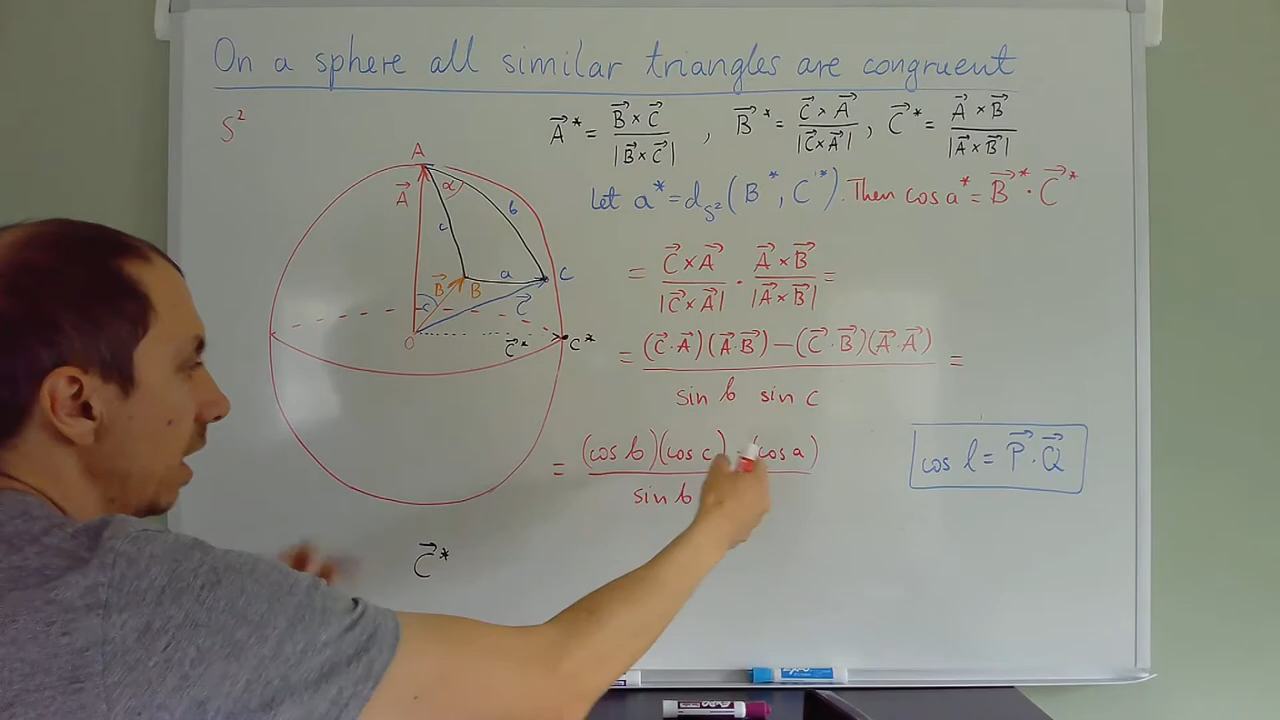 On a sphere all similar triangles are congruent
S²
A⃗* = B⃗ × C⃗ / |B⃗ × C⃗| , B⃗* = C⃗ × A⃗ / |C⃗ × A⃗| , C⃗* = A⃗ × B⃗ / |A⃗ × B⃗|
Let a* = d_S²(B*, C*). Then cos a* = B⃗* · C⃗*
= C⃗ × A⃗ / |C⃗ × A⃗| · A⃗ × B⃗ / |A⃗ × B⃗| =
= (C⃗ · A⃗)(A⃗ · B⃗) − (C⃗ · B⃗)(A⃗ · A⃗) / sin b sin c =
= (cos b)(cos c) (cos a) / sin b
cos l = P⃗ · Q⃗
A
A⃗
α
b
c
B⃗
B
a
C
c
C⃗
O
C⃗*
C*
C⃗*